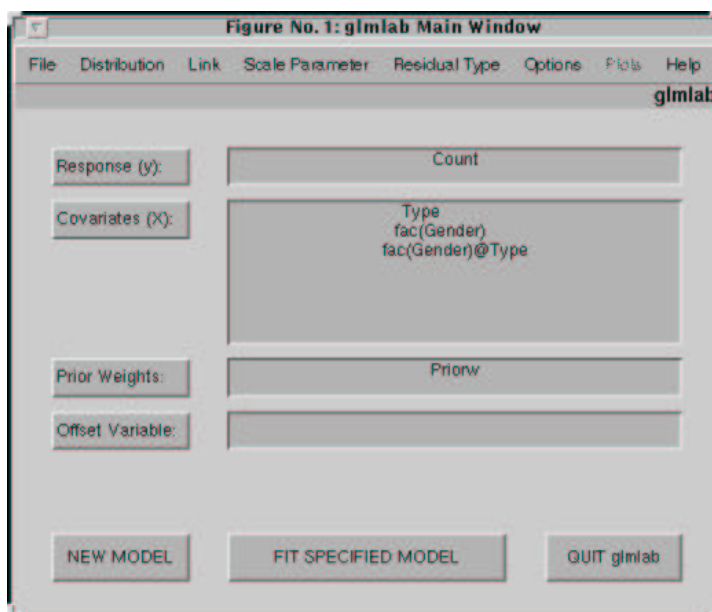 Figure No. 1: glmlab Main Window
File Distribution Link Scale Parameter Residual Type Options Plots Help
glmlab
Response (y): Count
Covariates (X): Type
fac(Gender)
fac(Gender)@Type
Prior Weights: Priorw
Offset Variable:
NEW MODEL FIT SPECIFIED MODEL QUIT glmlab